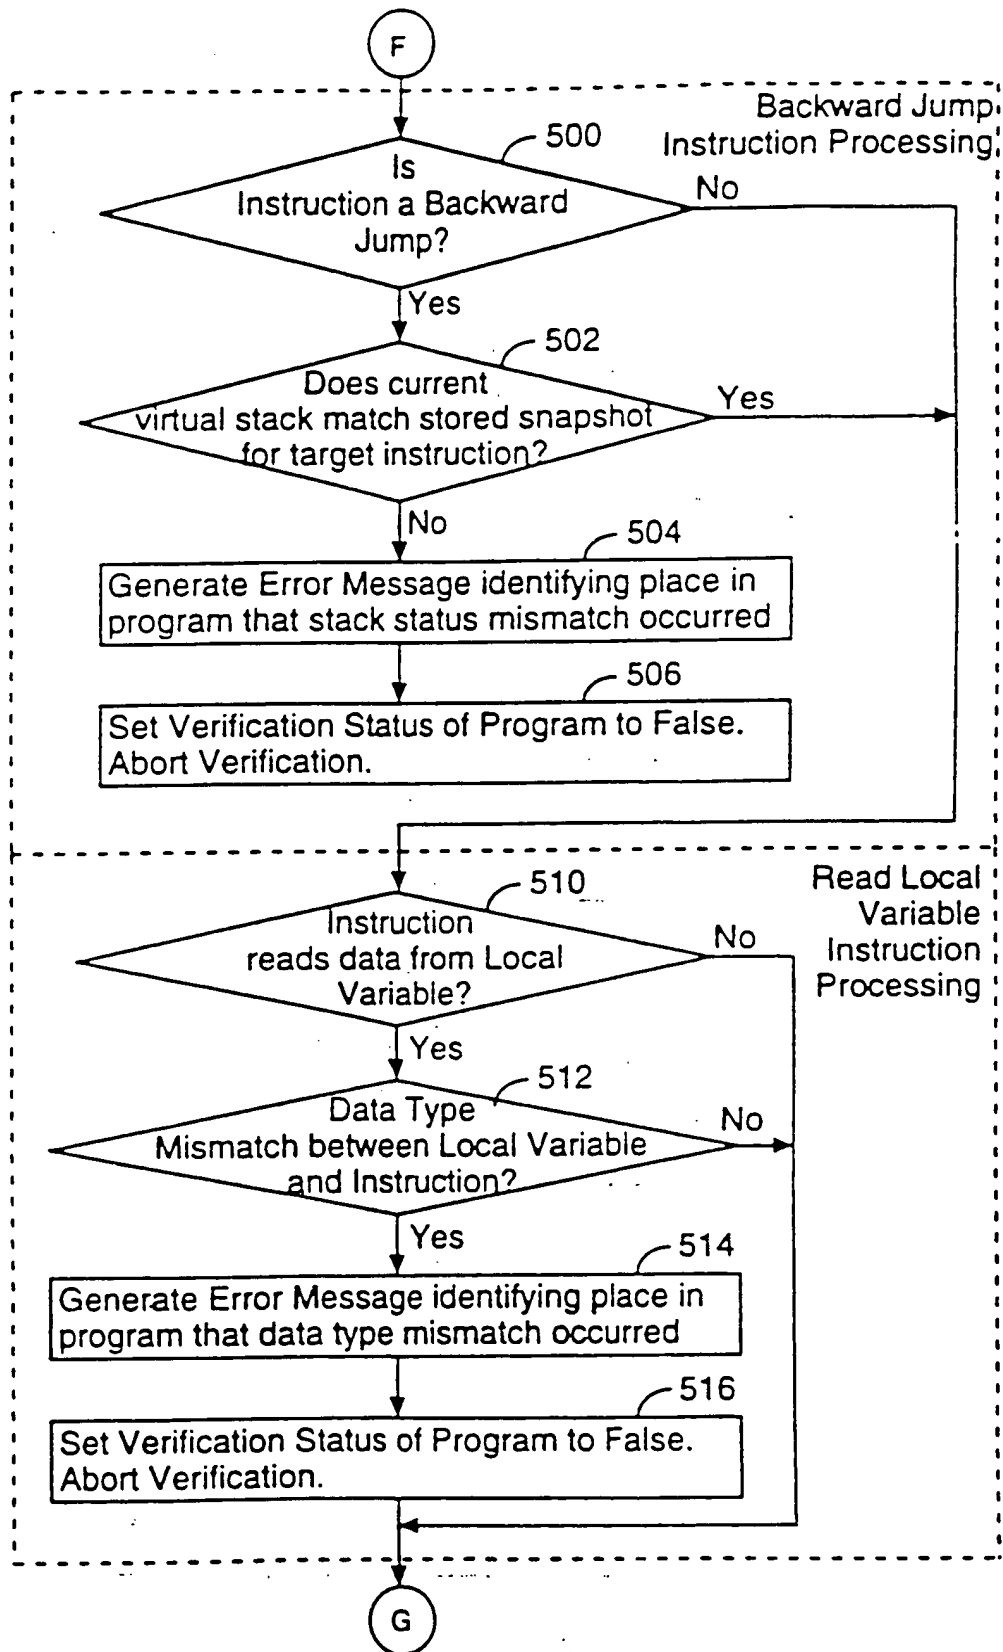 F
Backward Jump
Instruction Processing
500
Is
Instruction a Backward
Jump?
No
Yes
502
Does current
virtual stack match stored snapshot
for target instruction?
Yes
No
504
Generate Error Message identifying place in
program that stack status mismatch occurred
506
Set Verification Status of Program to False.
Abort Verification.
510
Read Local
Variable
Instruction
Processing
Instruction
reads data from Local
Variable?
No
Yes
512
Data Type
Mismatch between Local Variable
and Instruction?
No
Yes
514
Generate Error Message identifying place in
program that data type mismatch occurred
516
Set Verification Status of Program to False.
Abort Verification.
G